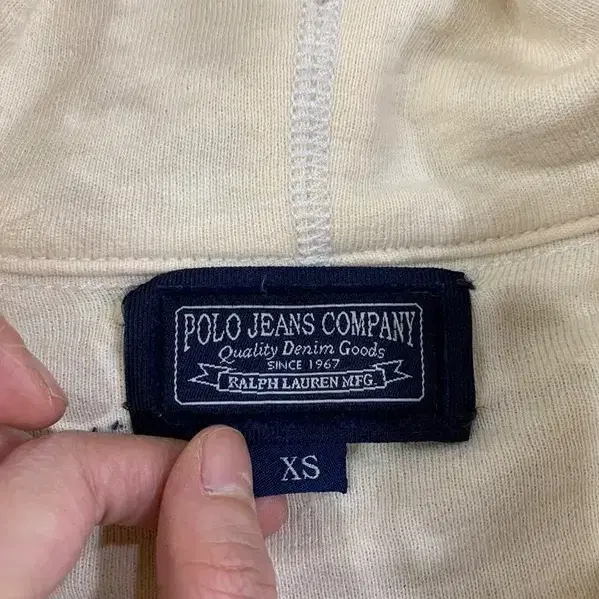 POLO JEANS COMPANY
Quality Denim Goods
SINCE 1967
RALPH LAUREN MFG.
XS